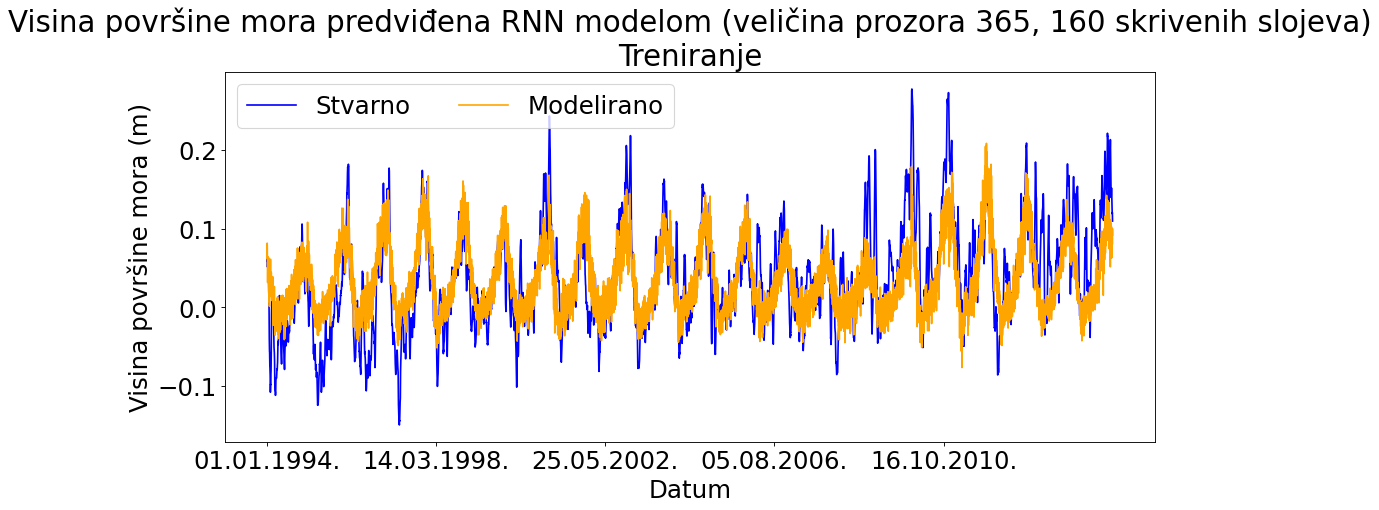 Visina površine mora predviđena RNN modelom (veličina prozora 365, 160 skrivenih slojeva)
Treniranje
Stvarno Modelirano
Visina površine mora (m)
0.2
0.1
0.0
−0.1
01.01.1994. 14.03.1998. 25.05.2002. 05.08.2006. 16.10.2010.
Datum